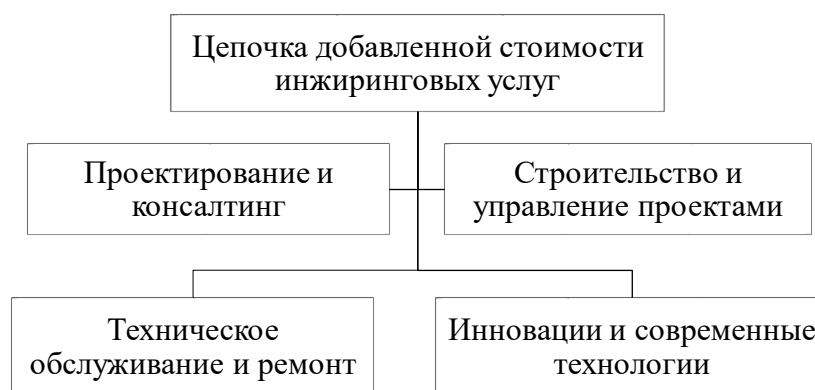 Цепочка добавленной стоимости
инжиринговых услуг
Проектирование и
консалтинг
Строительство и
управление проектами
Техническое
обслуживание и ремонт
Инновации и современные
технологии